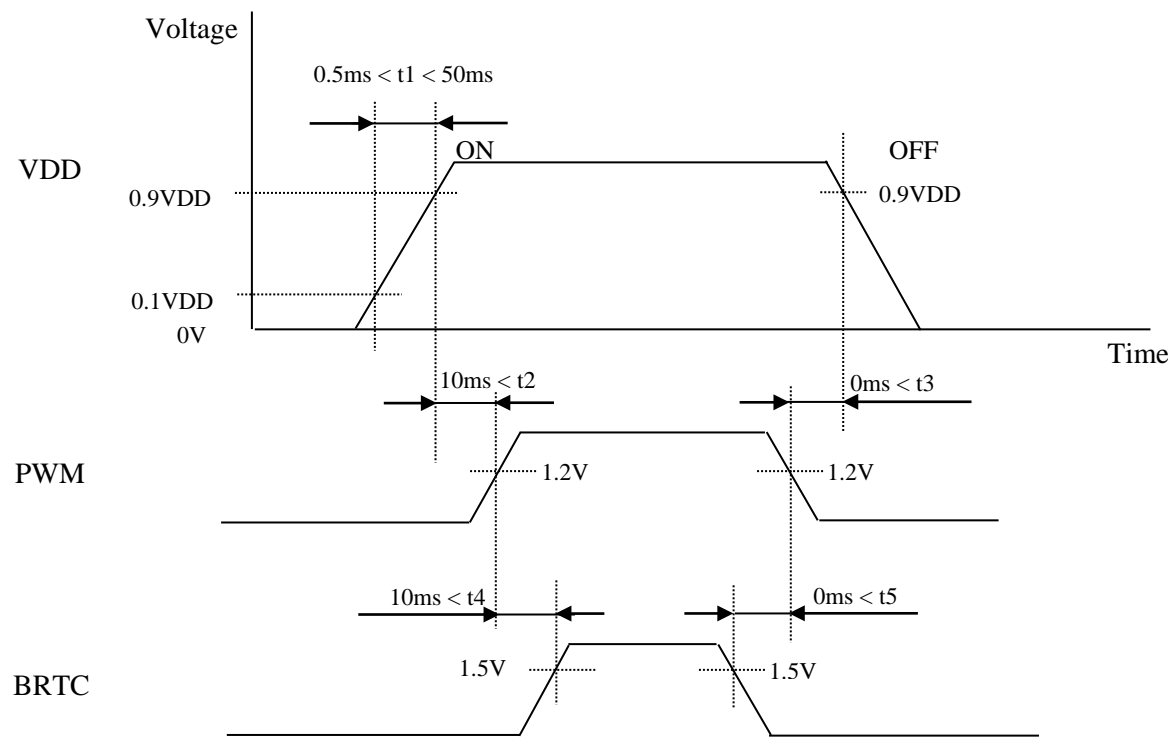 Voltage
0.5ms < t1 < 50ms
ON
OFF
VDD
0.9VDD
0.9VDD
0.1VDD
0V
Time
10ms < t2
0ms < t3
PWM
1.2V
1.2V
10ms < t4
0ms < t5
BRTC
1.5V
1.5V